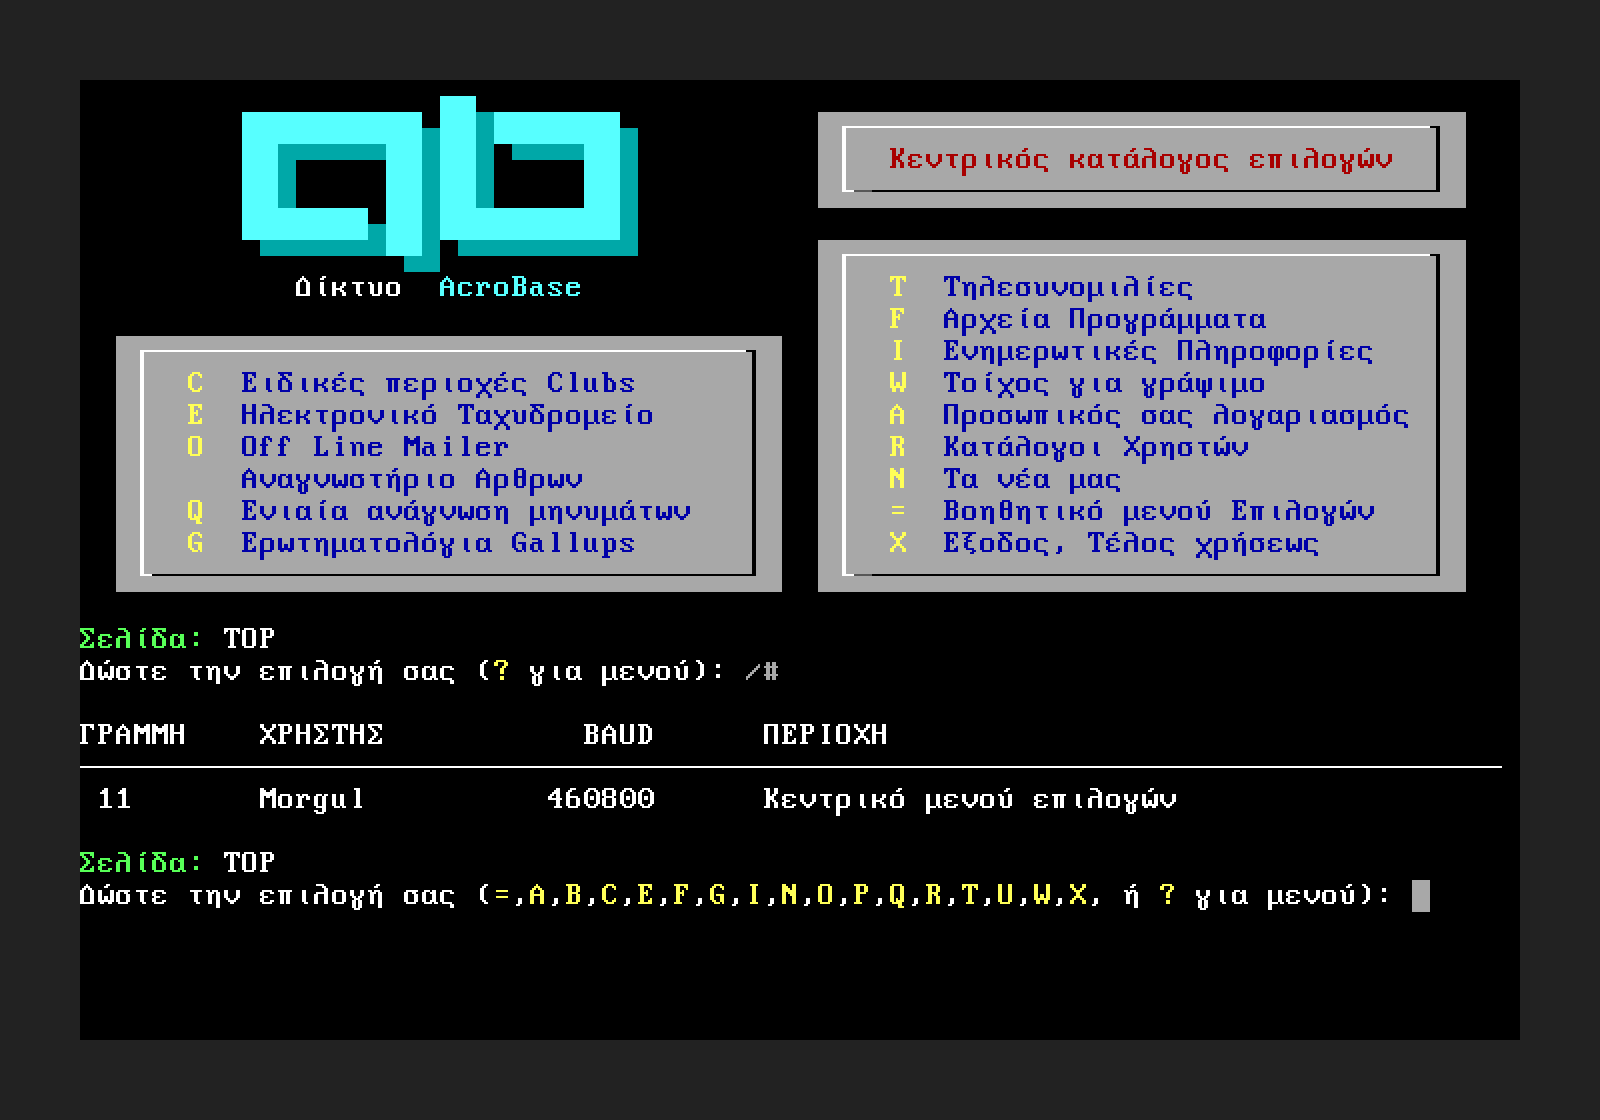 ab
Δίκτυο AcroBase
C Ειδικές περιοχές Clubs
E Ηλεκτρονικό Ταχυδρομείο
O Off Line Mailer
Αναγνωστήριο Αρθρων
Q Ενιαία ανάγνωση μηνυμάτων
G Ερωτηματολόγια Gallups
Κεντρικός κατάλογος επιλογών
T Τηλεσυνομιλίες
F Αρχεία Προγράμματα
I Ενημερωτικές Πληροφορίες
W Τοίχος για γράψιμο
A Προσωπικός σας λογαριασμός
R Κατάλογοι Χρηστών
N Τα νέα μας
= Βοηθητικό μενού Επιλογών
X Εξοδος, Τέλος χρήσεως
Σελίδα: TOP
Δώστε την επιλογή σας (? για μενού): /#
ΓΡΑΜΜΗ ΧΡΗΣΤΗΣ BAUD ΠΕΡΙΟΧΗ
11 Morgul 460800 Κεντρικό μενού επιλογών
Σελίδα: TOP
Δώστε την επιλογή σας (=,A,B,C,E,F,G,I,N,O,P,Q,R,T,U,W,X, ή ? για μενού):